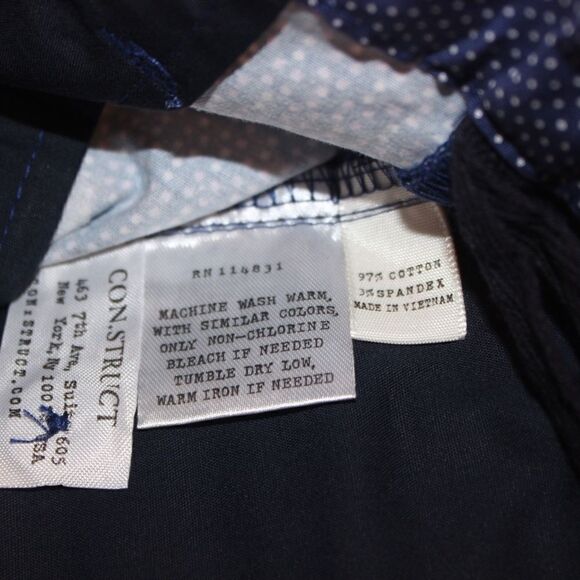 CON.STRUCT
463 7th Ave, Suite 605
New York, NY 100 USA
CON.STRUCT.COM
RN 114831
MACHINE WASH WARM,
WITH SIMILAR COLORS,
ONLY NON-CHLORINE
BLEACH IF NEEDED
TUMBLE DRY LOW,
WARM IRON IF NEEDED
97% COTTON
3% SPANDEX
MADE IN VIETNAM